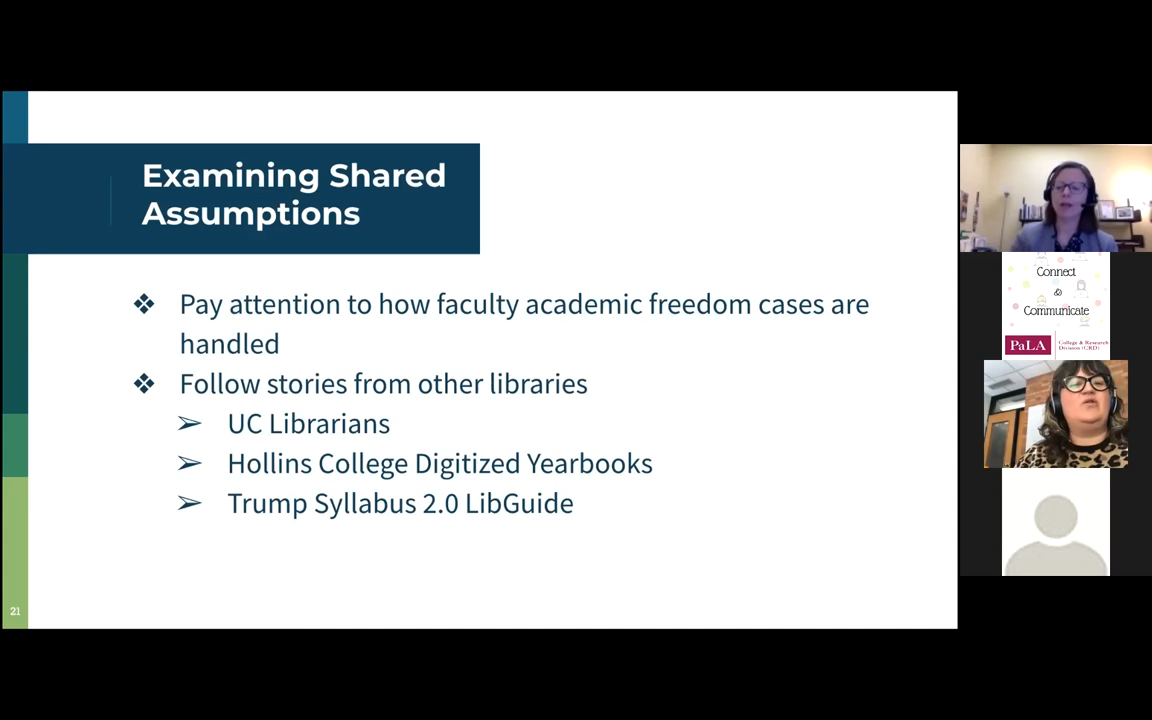 Examining Shared
Assumptions
❖ Pay attention to how faculty academic freedom cases are
handled
❖ Follow stories from other libraries
➢ UC Librarians
➢ Hollins College Digitized Yearbooks
➢ Trump Syllabus 2.0 LibGuide
21
Connect
&
Communicate
PaLA
College & Research
Division (CRD)